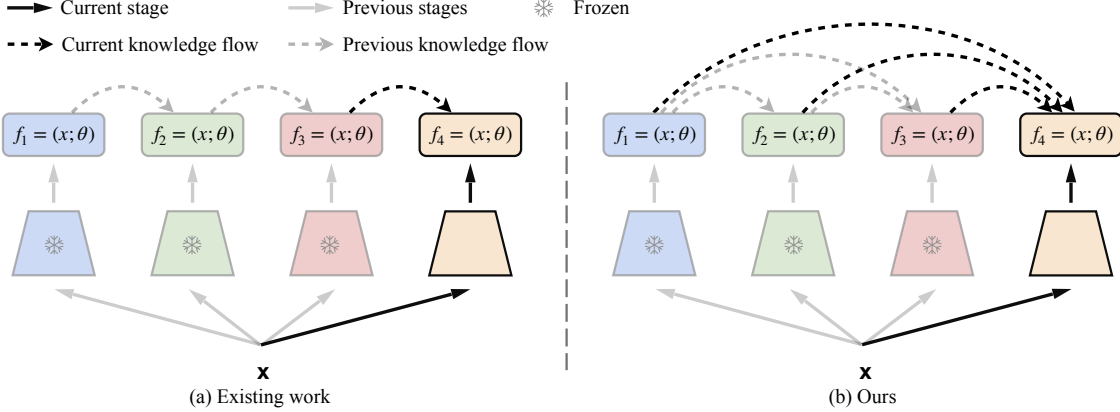 Current stage
Previous stages
Frozen
Current knowledge flow
Previous knowledge flow
f₁ = (x; θ)
f₂ = (x; θ)
f₃ = (x; θ)
f₄ = (x; θ)
f₁ = (x; θ)
f₂ = (x; θ)
f₃ = (x; θ)
f₄ = (x; θ)
x
x
(a) Existing work
(b) Ours